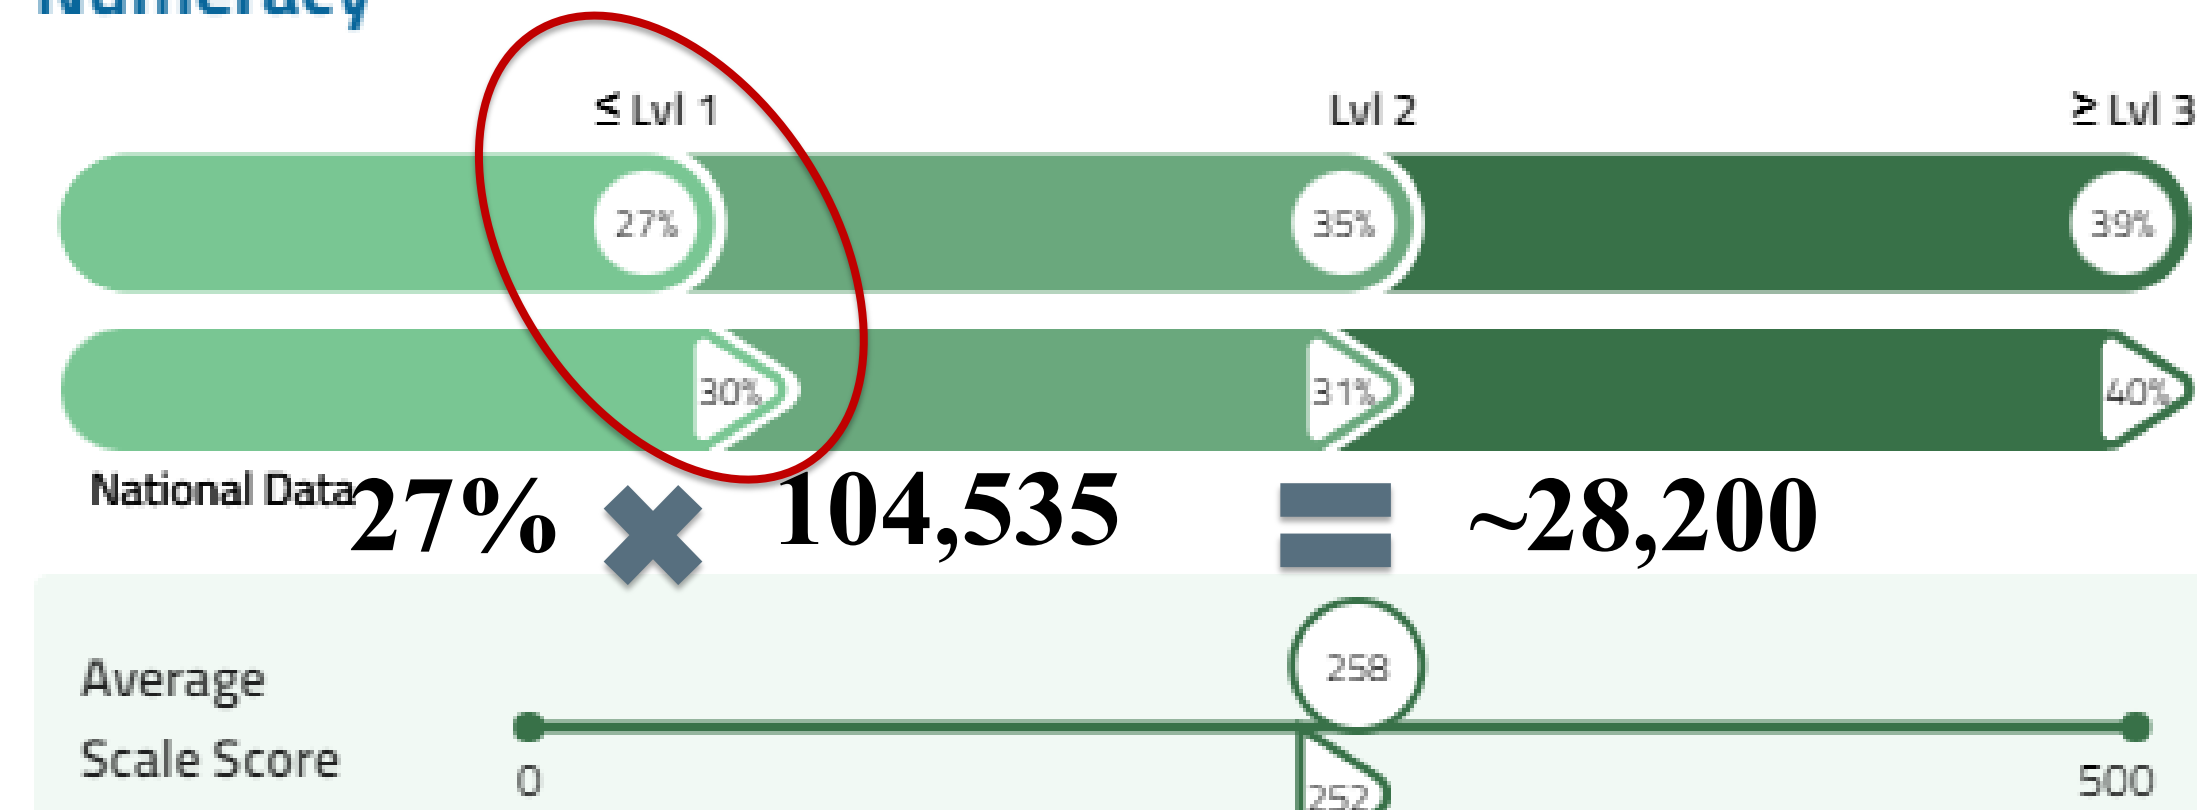 Numeracy
≤ Lvl 1 Lvl 2 ≥ Lvl 3
27% 35% 39%
30% 31% 40%
National Data
27% × 104,535 = ~28,200
258
Average
Scale Score
0 500
252